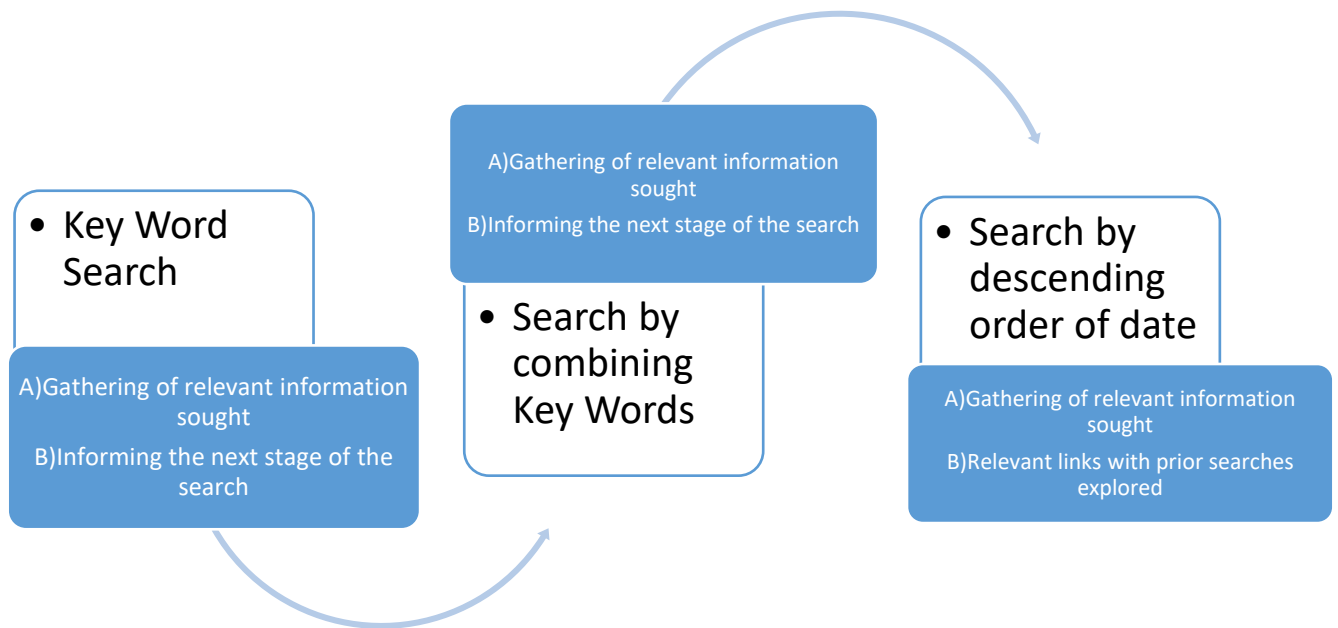 • Key Word
Search
A)Gathering of relevant information
sought
B)Informing the next stage of the
search
A)Gathering of relevant information
sought
B)Informing the next stage of the search
• Search by
combining
Key Words
• Search by
descending
order of date
A)Gathering of relevant information
sought
B)Relevant links with prior searches
explored